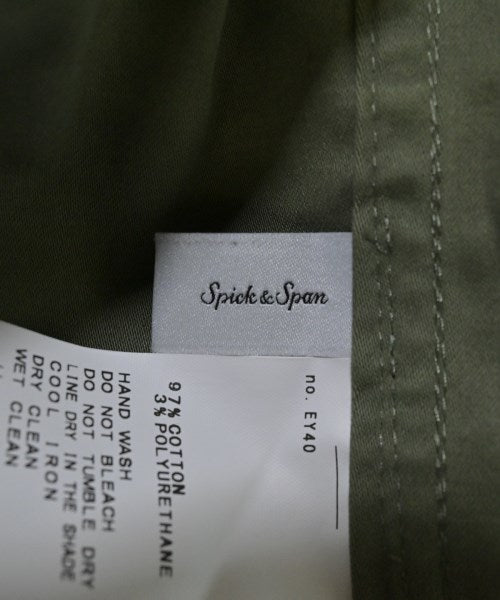 Spick & Span
no. EY40
97% COTTON
3% POLYURETHANE
HAND WASH
DO NOT BLEACH
DO NOT TUMBLE DRY
LINE DRY IN THE SHADE
COOL IRON
DRY CLEAN
WET CLEAN